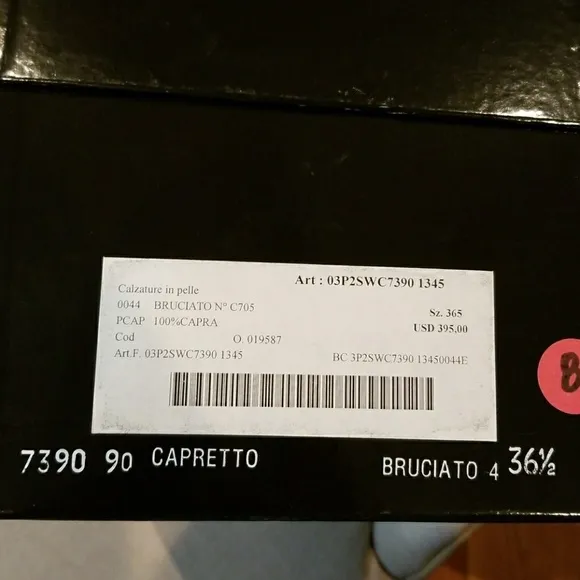 Art : 03P2SWC7390 1345
Calzature in pelle
0044 BRUCIATO N° C705
Sz. 365
PCAP 100%CAPRA
USD 395.00
Cod O. 019587
Art.F. 03P2SWC7390 1345 BC 3P2SWC7390 13450044E
8
7390 90 CAPRETTO BRUCIATO 4 36½